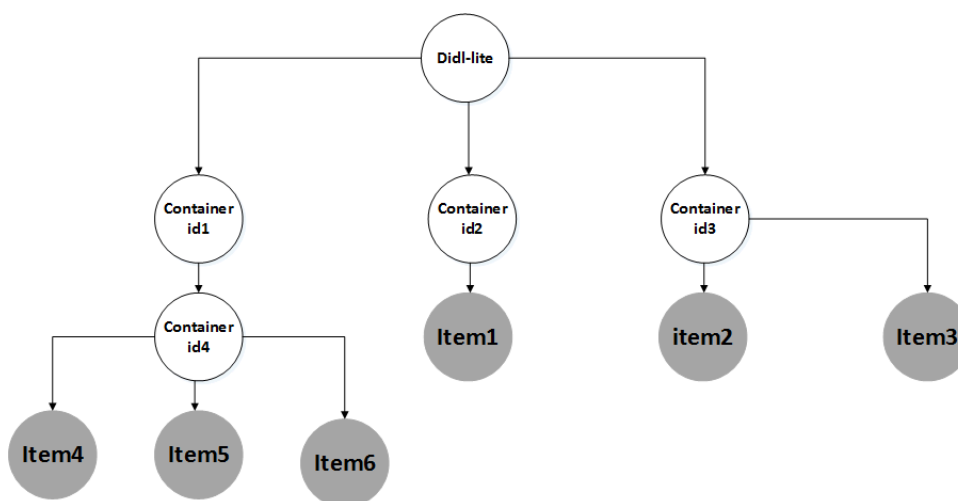 Didl-lite
Container
id1
Container
id2
Container
id3
Container
id4
Item1
item2
Item3
Item4
Item5
Item6